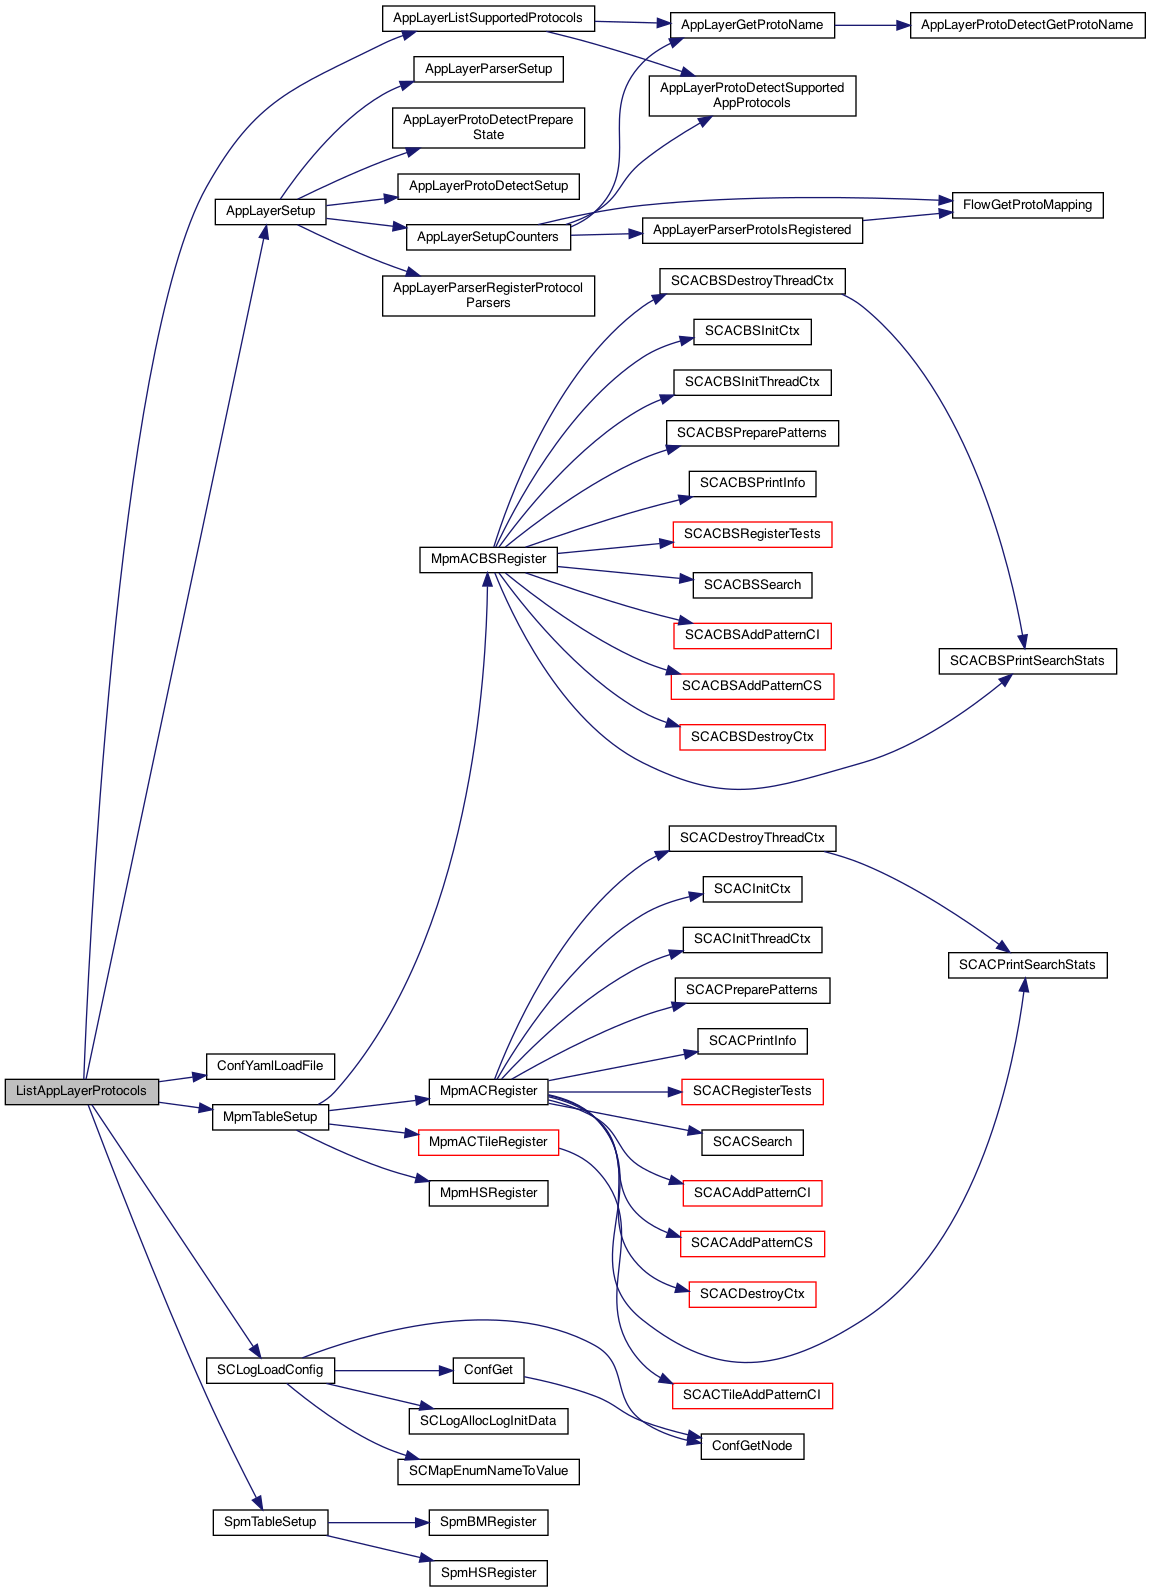 AppLayerListSupportedProtocols
AppLayerGetProtoName
AppLayerProtoDetectGetProtoName
AppLayerParserSetup
AppLayerProtoDetectSupported
AppProtocols
AppLayerProtoDetectPrepare
State
AppLayerProtoDetectSetup
AppLayerSetup
FlowGetProtoMapping
AppLayerParserProtoIsRegistered
AppLayerSetupCounters
AppLayerParserRegisterProtocol
Parsers
SCACBSDestroyThreadCtx
SCACBSInitCtx
SCACBSInitThreadCtx
SCACBSPreparePatterns
SCACBSPrintInfo
SCACBSRegisterTests
MpmACBSRegister
SCACBSSearch
SCACBSAddPatternCI
SCACBSPrintSearchStats
SCACBSAddPatternCS
SCACBSDestroyCtx
SCACDestroyThreadCtx
SCACInitCtx
SCACInitThreadCtx
SCACPrintSearchStats
SCACPreparePatterns
SCACPrintInfo
ConfYamlLoadFile
ListAppLayerProtocols
MpmACRegister
SCACRegisterTests
MpmTableSetup
MpmACTileRegister
SCACSearch
MpmHSRegister
SCACAddPatternCI
SCACAddPatternCS
SCACDestroyCtx
SCLogLoadConfig
ConfGet
SCACTileAddPatternCI
SCLogAllocLogInitData
ConfGetNode
SCMapEnumNameToValue
SpmTableSetup
SpmBMRegister
SpmHSRegister